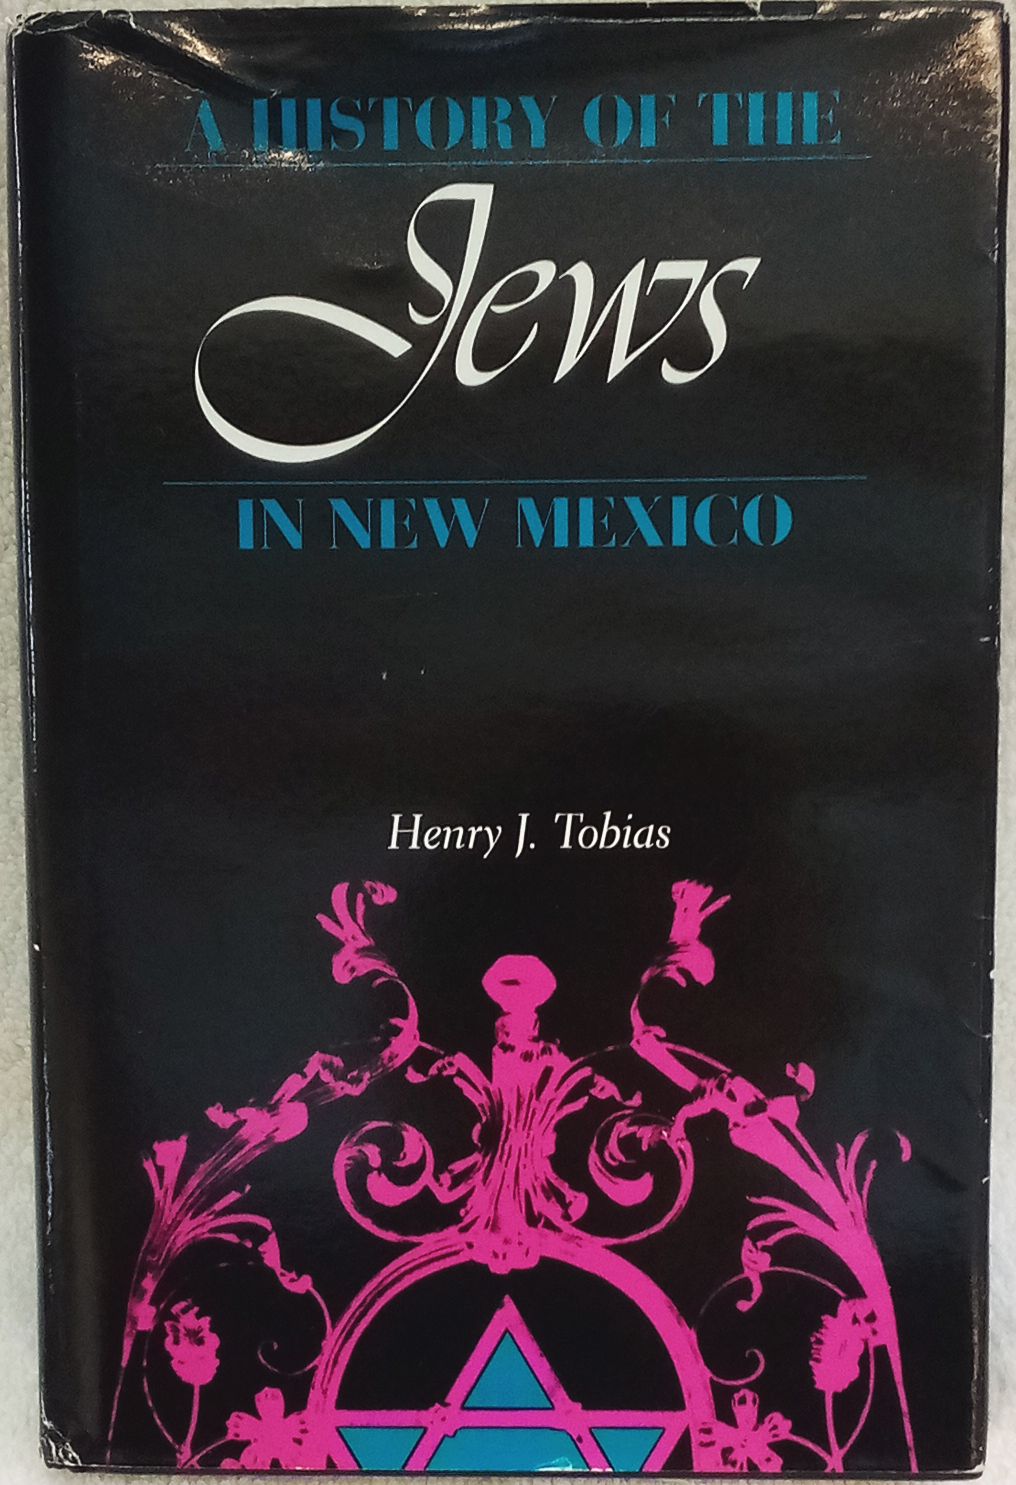 A HISTORY OF THE
Jews
IN NEW MEXICO
Henry J. Tobias